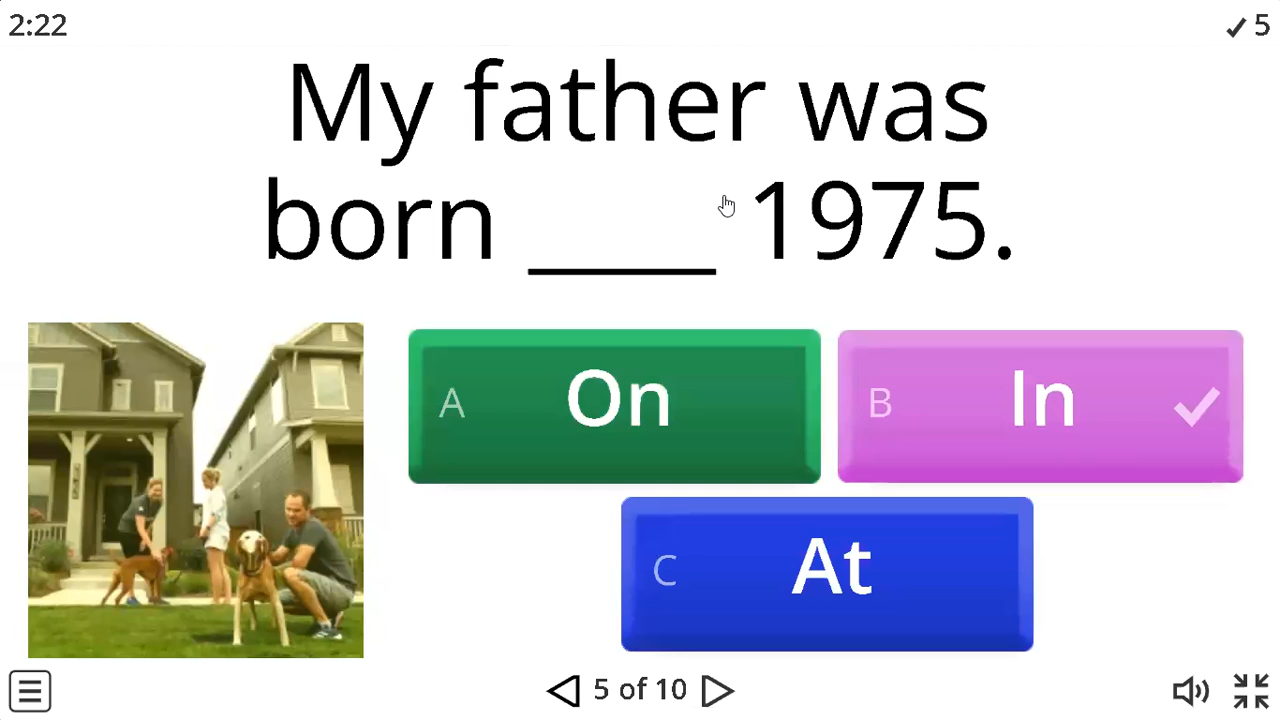 2:22
✓ 5
My father was
born ____ 1975.
A On
B In
C At
5 of 10